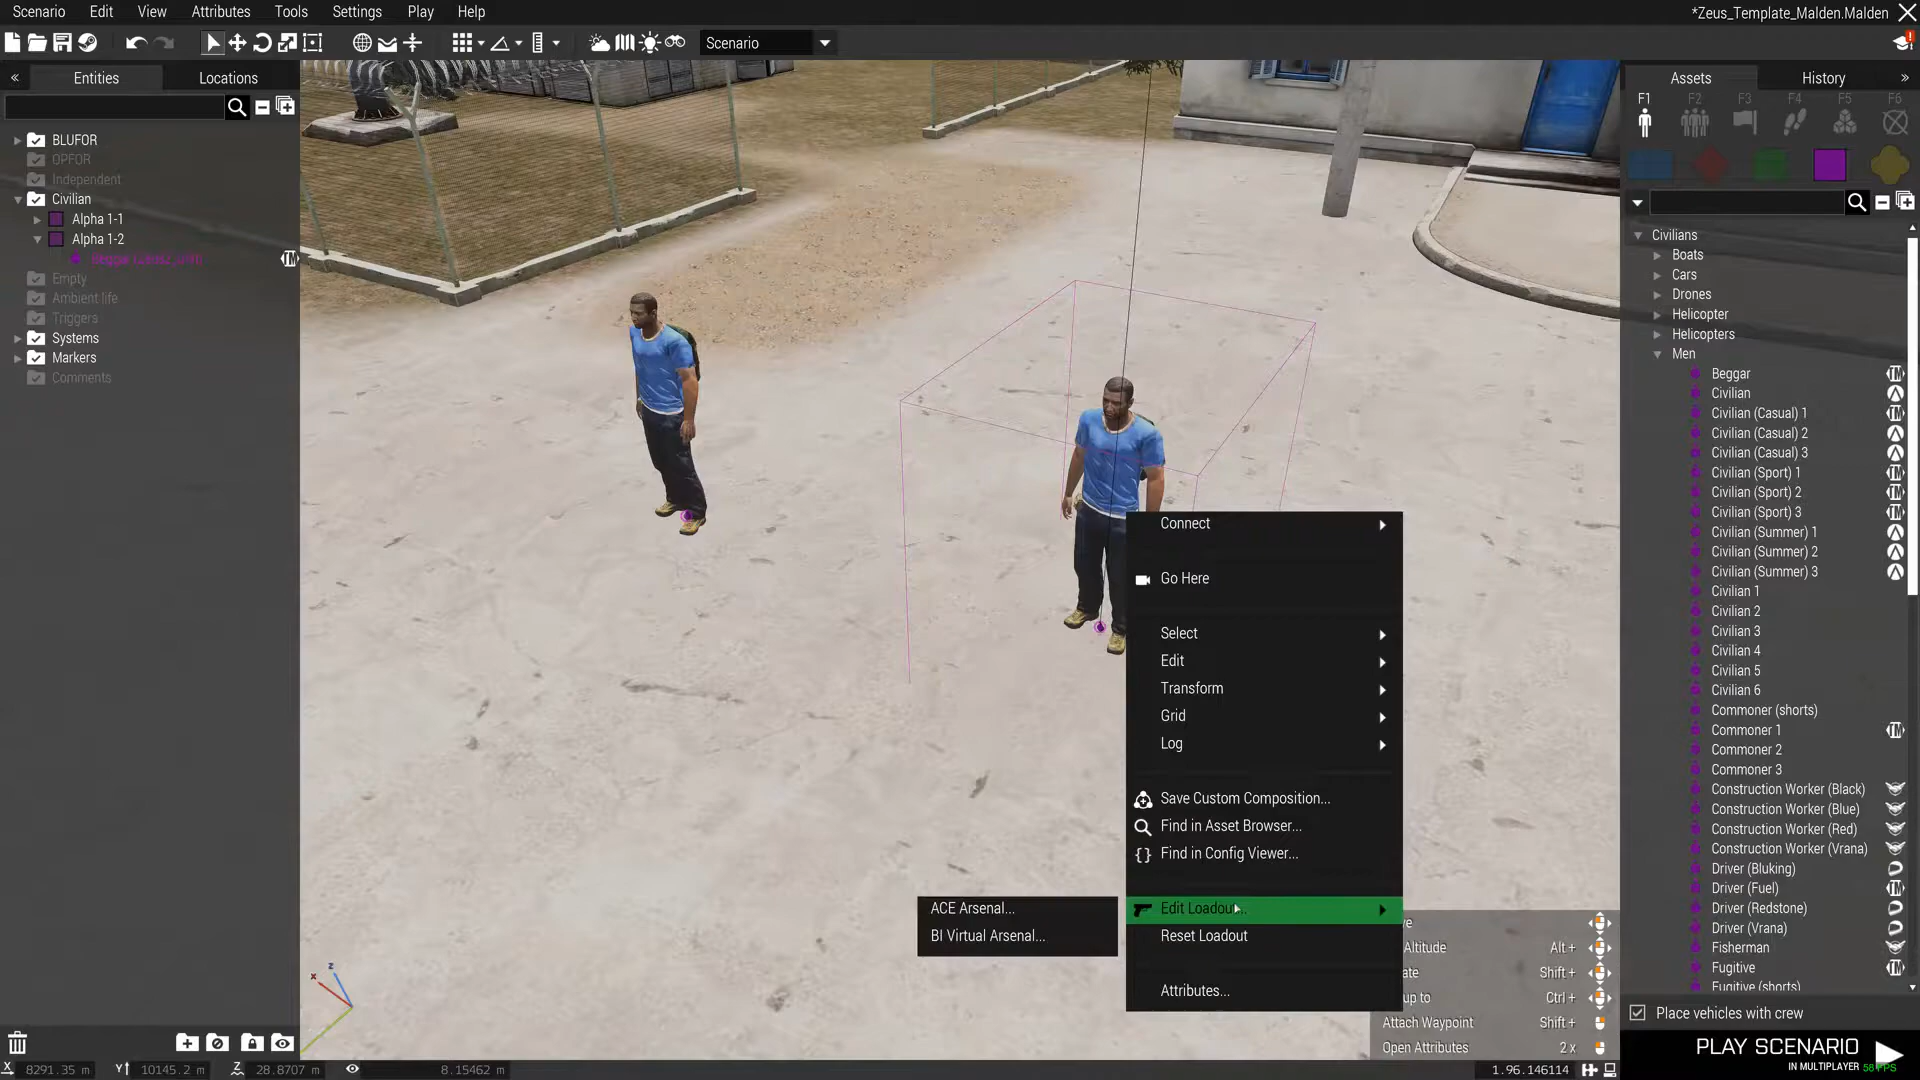 Scenario Edit View Attributes Tools Settings Play Help
*Zeus_Template_Malden.Malden
Scenario
Entities Locations
BLUFOR
OPFOR
Independent
Civilian
Alpha 1-1
Alpha 1-2
Empty
Ambient life
Triggers
Systems
Markers
Comments
Connect
Go Here
Select
Edit
Transform
Grid
Log
Save Custom Composition...
Find in Asset Browser...
Find in Config Viewer...
Edit Loadout...
Reset Loadout
Attributes...
ACE Arsenal...
BI Virtual Arsenal...
Altitude Alt +
Shift +
up to Ctrl +
Attach Waypoint Shift +
Open Attributes 2 x
Assets History
F1 F2 F3 F4 F5 F6
Civilians
Boats
Cars
Drones
Helicopter
Helicopters
Men
Beggar
Civilian
Civilian (Casual) 1
Civilian (Casual) 2
Civilian (Casual) 3
Civilian (Sport) 1
Civilian (Sport) 2
Civilian (Sport) 3
Civilian (Summer) 1
Civilian (Summer) 2
Civilian (Summer) 3
Civilian 1
Civilian 2
Civilian 3
Civilian 4
Civilian 5
Civilian 6
Commoner (shorts)
Commoner 1
Commoner 2
Commoner 3
Construction Worker (Black)
Construction Worker (Blue)
Construction Worker (Red)
Construction Worker (Vrana)
Driver (Bluking)
Driver (Fuel)
Driver (Redstone)
Driver (Vrana)
Fisherman
Fugitive
Fugitive (shorts)
Place vehicles with crew
PLAY SCENARIO
IN MULTIPLAYER 58 FPS
X 8291.35 m Y 10145.2 m Z 28.8707 m 8.15462 m 1.96.146114